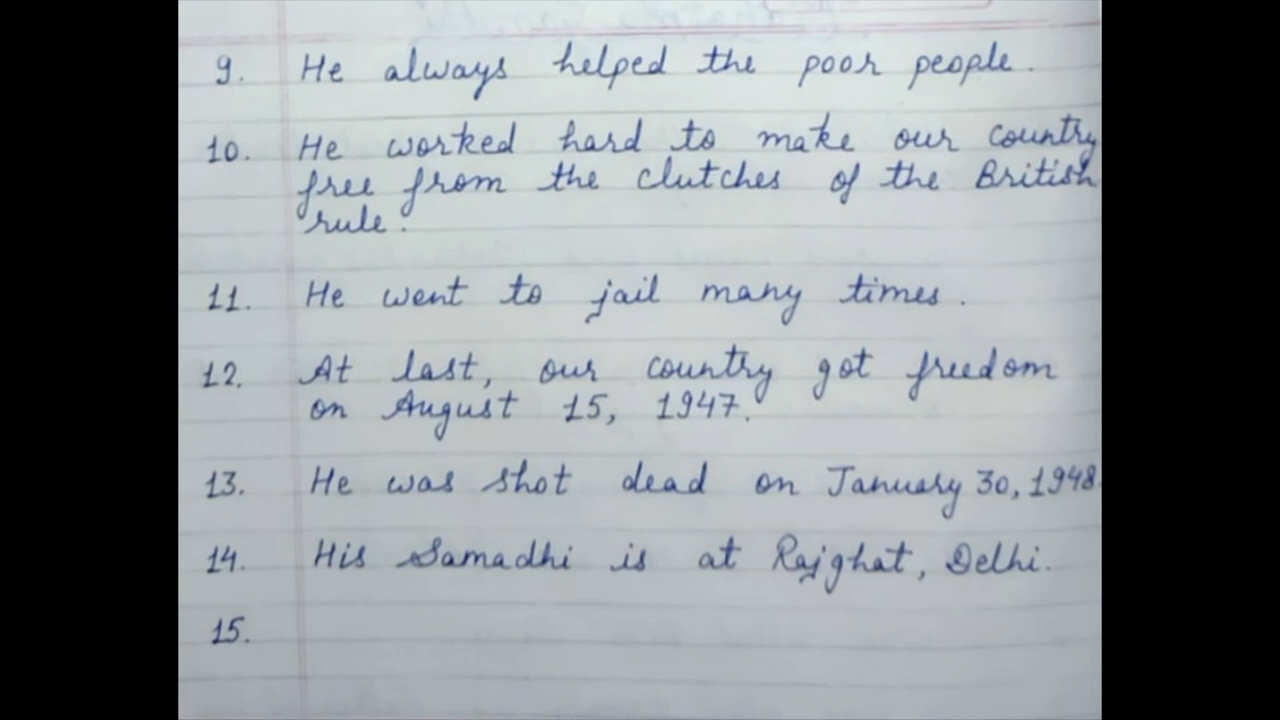 9. He always helped the poor people.
10. He worked hard to make our country
free from the clutches of the British
rule.
11. He went to jail many times.
12. At last, our country got freedom
on August 15, 1947.
13. He was shot dead on January 30, 1948.
14. His Samadhi is at Rajghat, Delhi.
15.